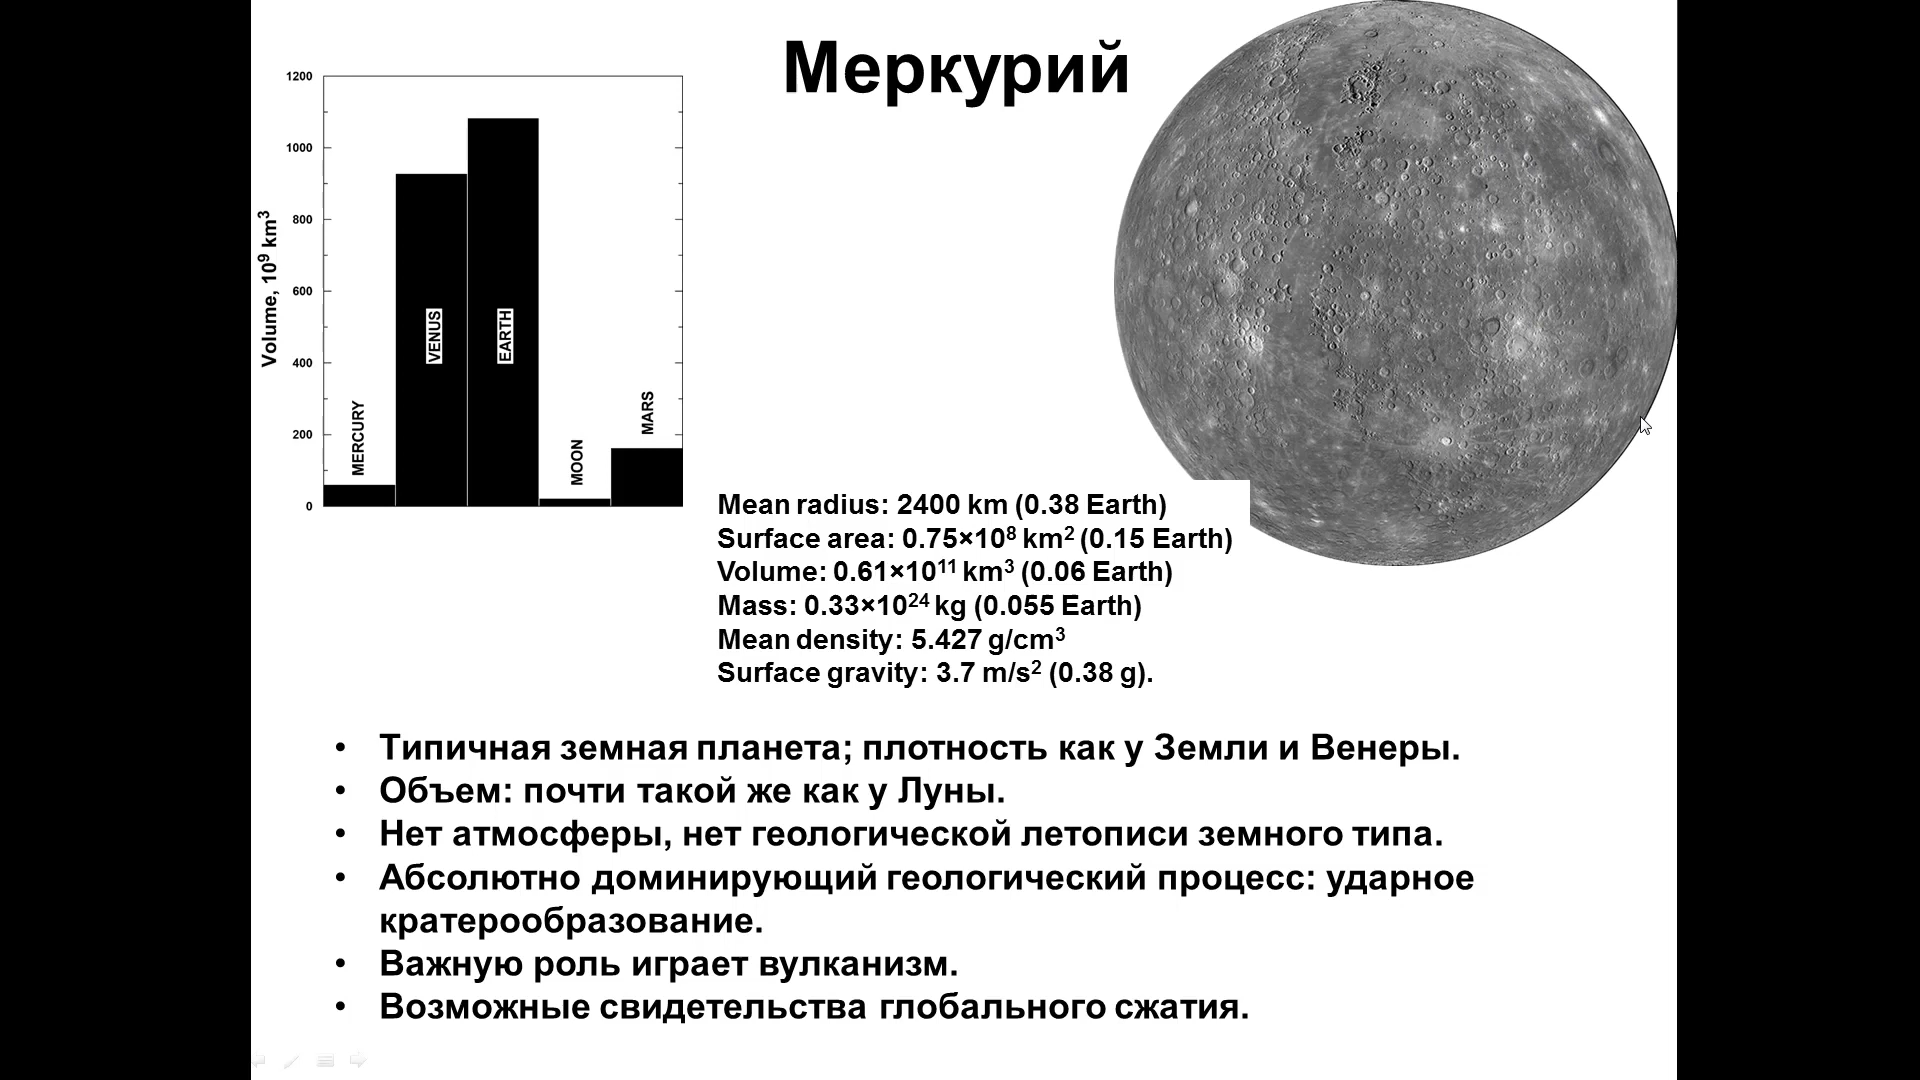 Меркурий
1200
1000
800
600
400
200
0
Volume, 10⁹ km³
MERCURY
VENUS
EARTH
MOON
MARS
Mean radius: 2400 km (0.38 Earth)
Surface area: 0.75×10⁸ km² (0.15 Earth)
Volume: 0.61×10¹¹ km³ (0.06 Earth)
Mass: 0.33×10²⁴ kg (0.055 Earth)
Mean density: 5.427 g/cm³
Surface gravity: 3.7 m/s² (0.38 g).
• Типичная земная планета; плотность как у Земли и Венеры.
• Объем: почти такой же как у Луны.
• Нет атмосферы, нет геологической летописи земного типа.
• Абсолютно доминирующий геологический процесс: ударное
кратерообразование.
• Важную роль играет вулканизм.
• Возможные свидетельства глобального сжатия.